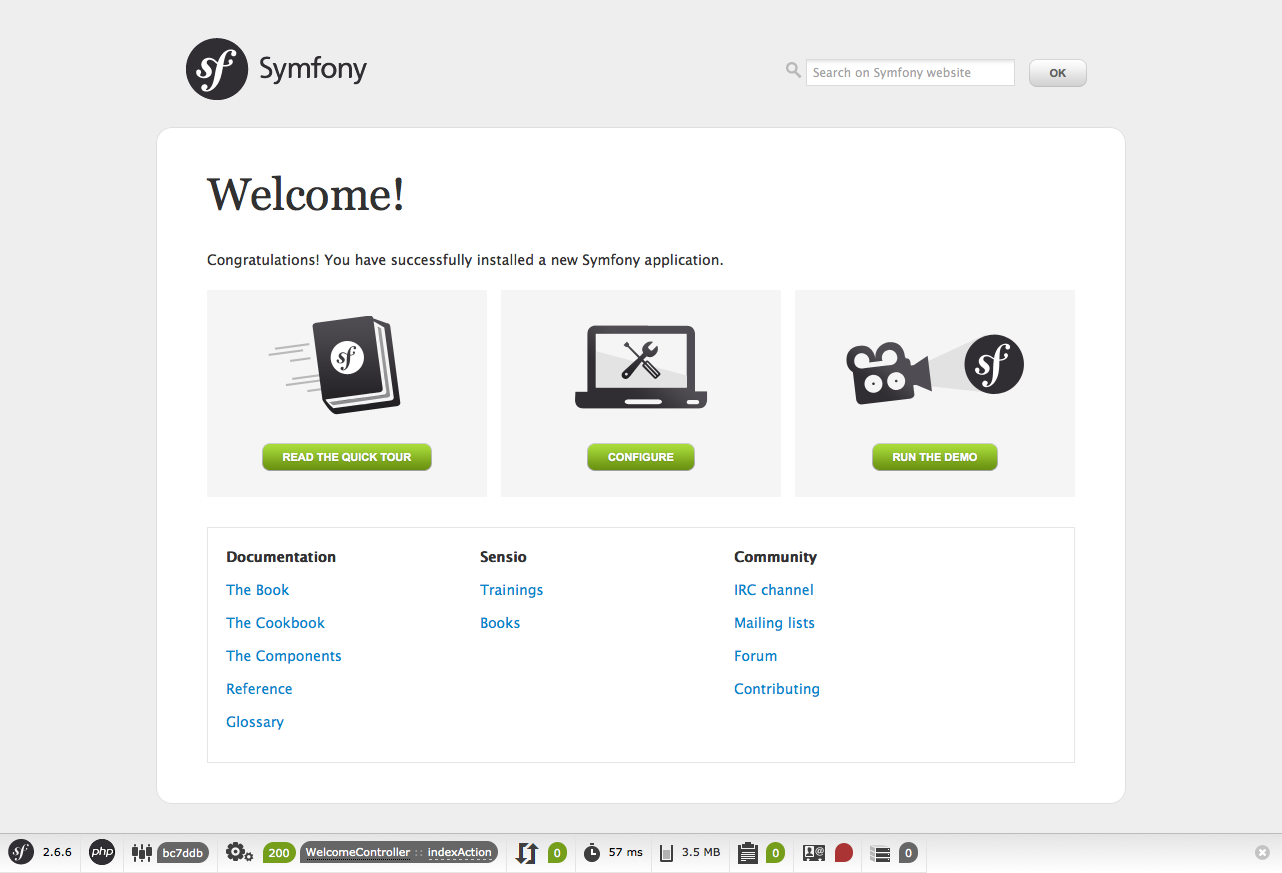 sf Symfony
Search on Symfony website
OK
Welcome!
Congratulations! You have successfully installed a new Symfony application.
sf
sf
READ THE QUICK TOUR
CONFIGURE
RUN THE DEMO
Documentation
The Book
The Cookbook
The Components
Reference
Glossary
Sensio
Trainings
Books
Community
IRC channel
Mailing lists
Forum
Contributing
sf 2.6.6 php bc7ddb 200 WelcomeController :: indexAction 0 57 ms 3.5 MB 0 @ 0